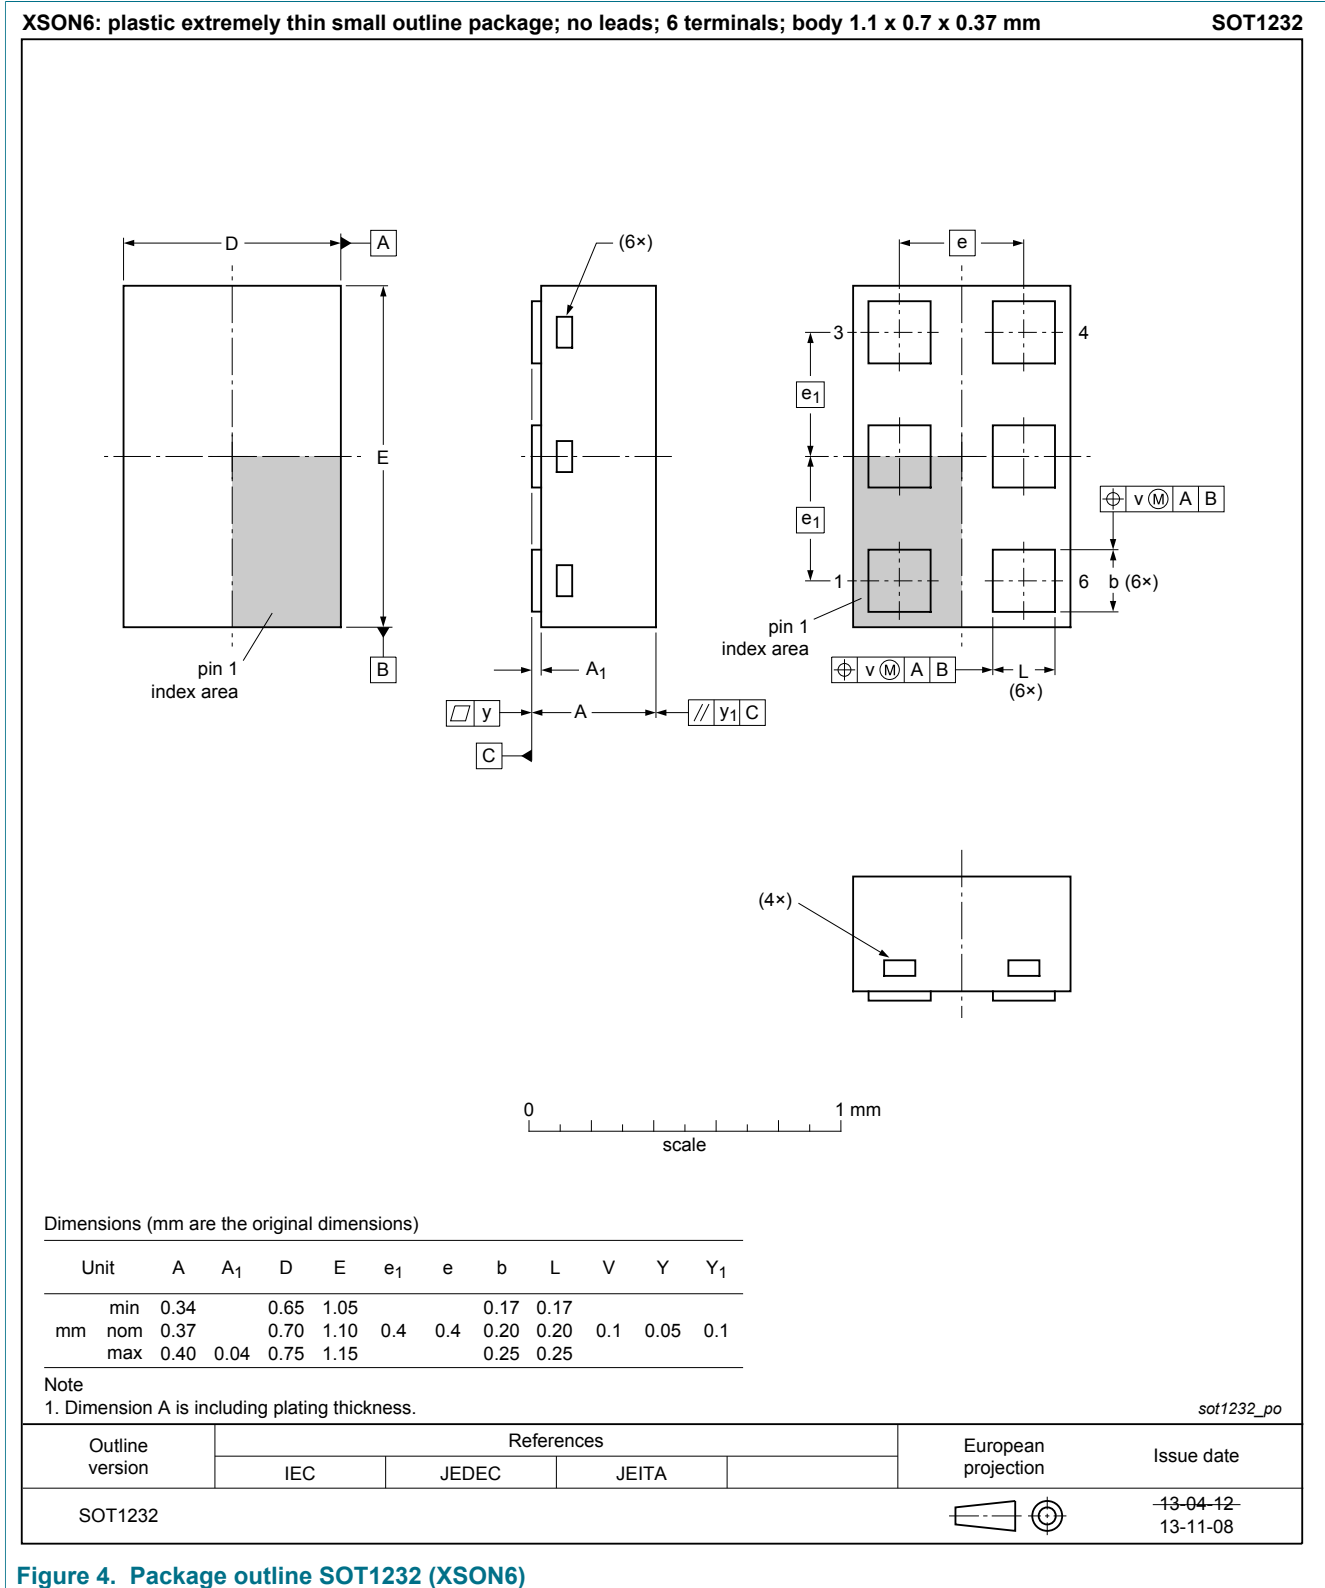 XSON6: plastic extremely thin small outline package; no leads; 6 terminals; body 1.1 x 0.7 x 0.37 mm SOT1232
D A (6×) e
3 4
e1
E
v M A B
e1
1 6 b (6×)
pin 1
index area
pin 1
index area
B A1 v M A B L
(6×)
y A // y1 C
C
(4×)
0 1 mm
scale
Dimensions (mm are the original dimensions)
Unit A A1 D E e1 e b L V Y Y1
min 0.34 0.65 1.05 0.17 0.17
mm nom 0.37 0.70 1.10 0.4 0.4 0.20 0.20 0.1 0.05 0.1
max 0.40 0.04 0.75 1.15 0.25 0.25
Note
1. Dimension A is including plating thickness. sot1232_po
Outline version References European projection Issue date
IEC JEDEC JEITA
SOT1232 13-04-12
13-11-08
Figure 4. Package outline SOT1232 (XSON6)